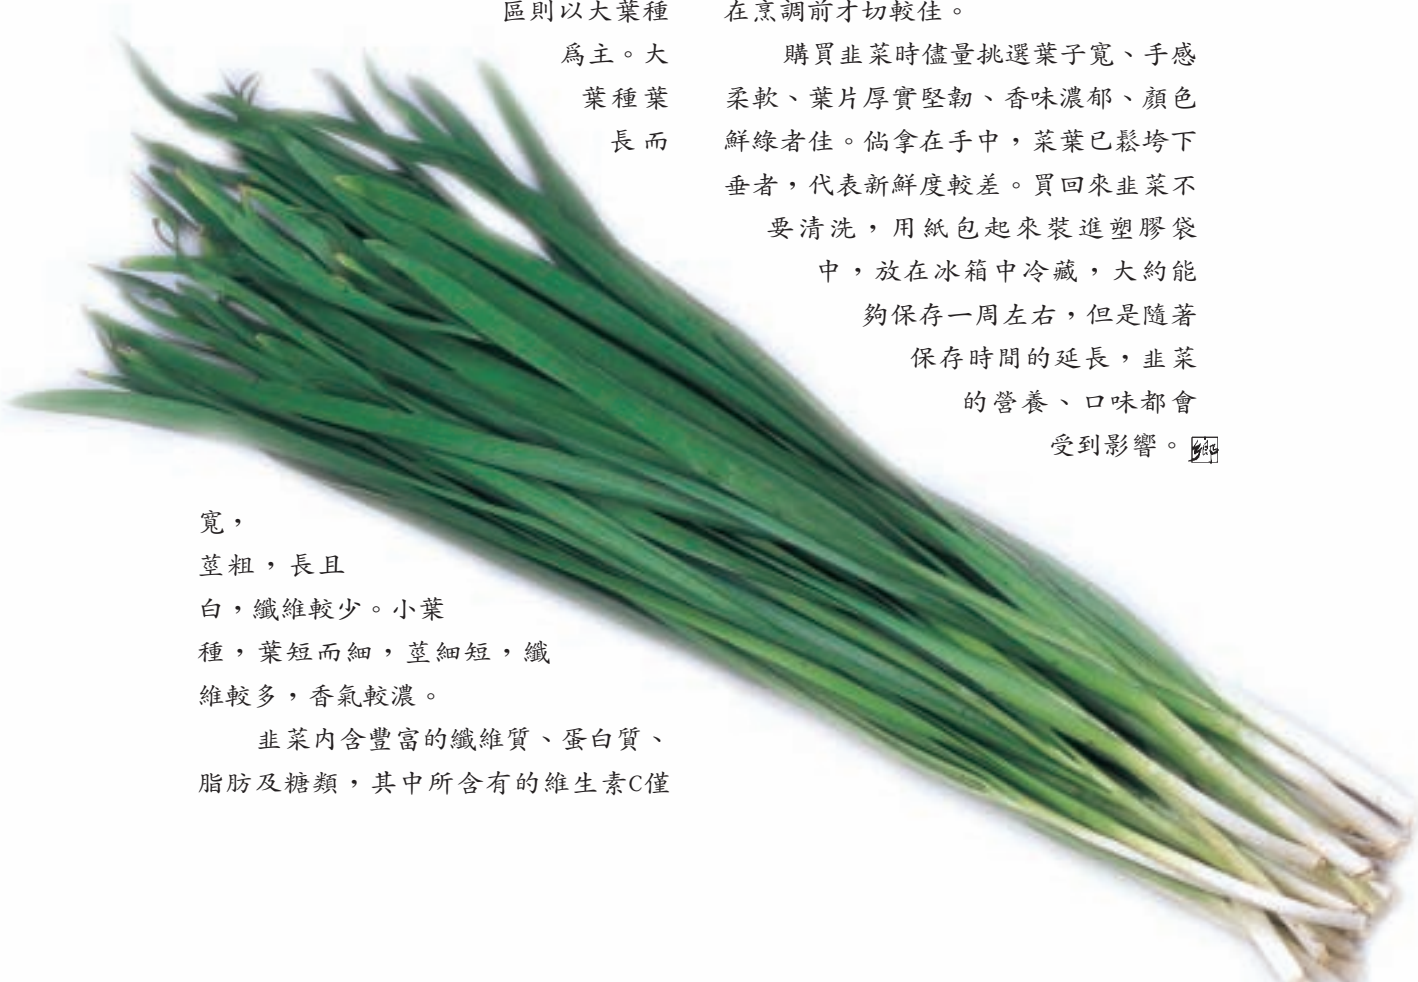 區則以大葉種
爲主。大
葉種葉
長而
寬，
莖粗，長且
白，纖維較少。小葉
種，葉短而細，莖細短，纖
維較多，香氣較濃。
韭菜內含豐富的纖維質、蛋白質、
脂肪及糖類，其中所含有的維生素C僅
在烹調前才切較佳。
購買韭菜時儘量挑選葉子寬、手感
柔軟、葉片厚實堅韌、香味濃郁、顏色
鮮綠者佳。倘拿在手中，菜葉已鬆垮下
垂者，代表新鮮度較差。買回來韭菜不
要清洗，用紙包起來裝進塑膠袋
中，放在冰箱中冷藏，大約能
夠保存一周左右，但是隨著
保存時間的延長，韭菜
的營養、口味都會
受到影響。鄉